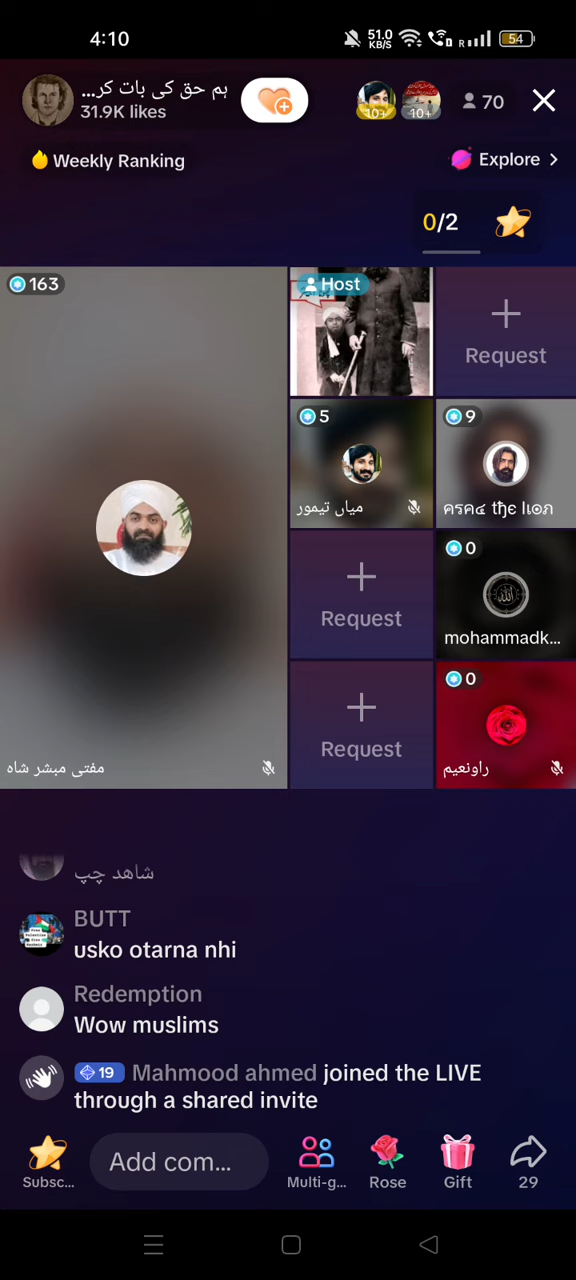 4:10
51.0
KB/S
R
54
ہم حق کی بات کر...
31.9K likes
10+
10+
70
Weekly Ranking
Explore
0/2
163
Host
Request
5
میاں تیمور
9
ครค๔ tђє lเ๏ภ
Request
0
mohammadk...
Request
0
راونعیم
مفتی مبشر شاہ
شاھد چپ
BUTT
usko otarna nhi
Redemption
Wow muslims
19 Mahmood ahmed joined the LIVE
through a shared invite
Subsc...
Add com...
Multi-g...
Rose
Gift
29